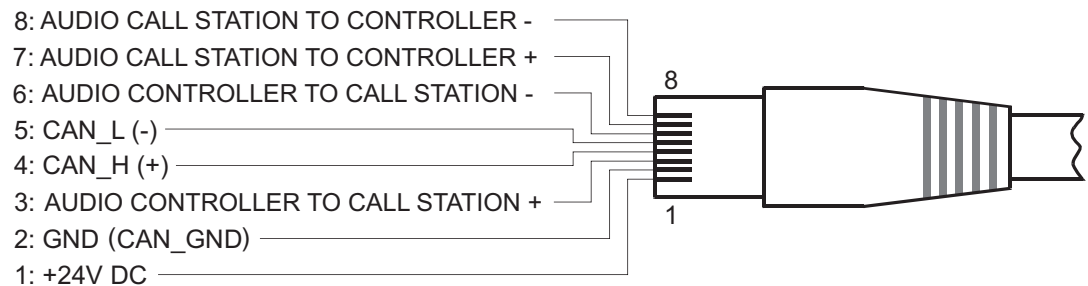 8: AUDIO CALL STATION TO CONTROLLER -
7: AUDIO CALL STATION TO CONTROLLER +
6: AUDIO CONTROLLER TO CALL STATION -
5: CAN_L (-)
4: CAN_H (+)
3: AUDIO CONTROLLER TO CALL STATION +
2: GND (CAN_GND)
1: +24V DC
8
1